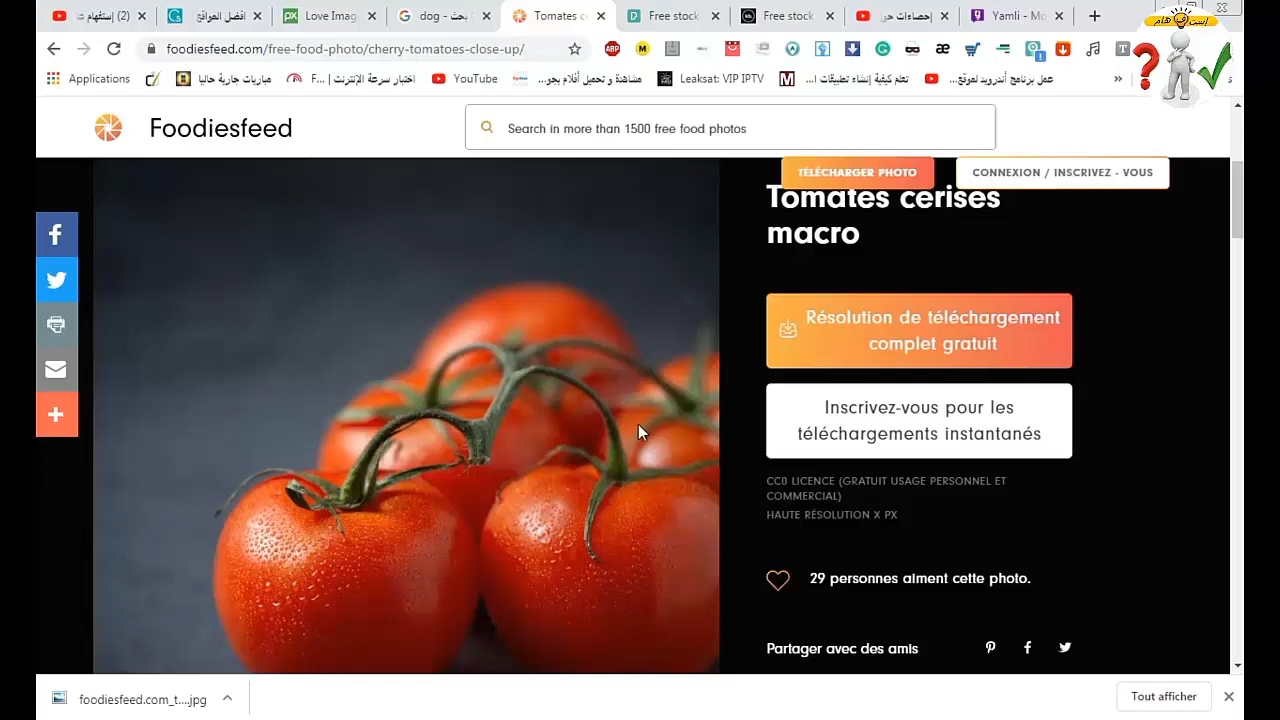 (2) إستفهام
افضل المواقع
Love Imag
dog - بحث
Tomates c
Free stock
Free stock
إحصاءات
Yamli - Mo
إست هام
foodiesfeed.com/free-food-photo/cherry-tomatoes-close-up/
Applications
مباريات جارية حاليا
اختبار سرعة الإنترنت | F...
YouTube
مشاهدة و تحميل أفلام بجو...
Leaksat: VIP IPTV
تعلم كيفية إنشاء تطبيقات ا...
عمل برنامج أندرويد لموقع...
Foodiesfeed
Search in more than 1500 free food photos
TÉLÉCHARGER PHOTO
CONNEXION / INSCRIVEZ - VOUS
Tomates cerises
macro
Résolution de téléchargement
complet gratuit
Inscrivez-vous pour les
téléchargements instantanés
CC0 LICENCE (GRATUIT USAGE PERSONNEL ET
COMMERCIAL)
HAUTE RÉSOLUTION X PX
29 personnes aiment cette photo.
Partager avec des amis
foodiesfeed.com_t....jpg
Tout afficher